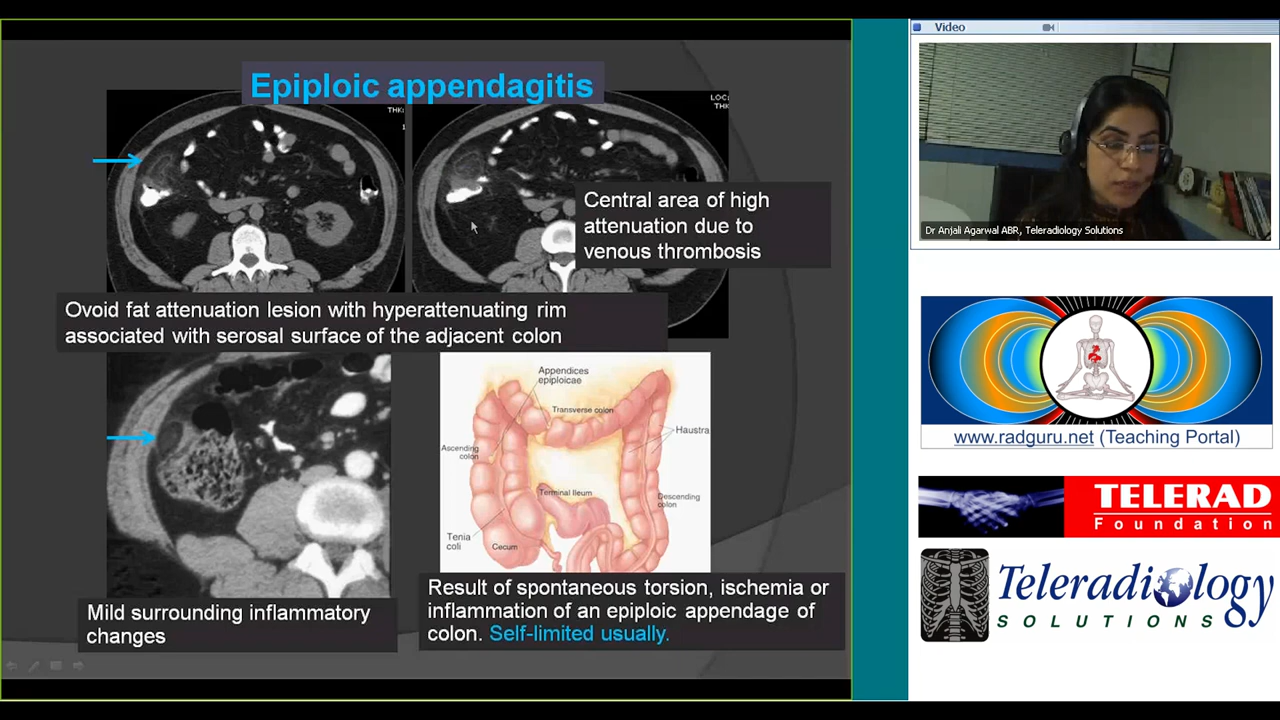 Epiploic appendagitis
THK:
LOC:
THK
Central area of high
attenuation due to
venous thrombosis
Ovoid fat attenuation lesion with hyperattenuating rim
associated with serosal surface of the adjacent colon
Appendices
epiploicae
Transverse colon
Haustra
Ascending
colon
Terminal Ileum
Descending
colon
Tenia
coli
Cecum
Mild surrounding inflammatory
changes
Result of spontaneous torsion, ischemia or
inflammation of an epiploic appendage of
colon. Self-limited usually.
Video
Dr Anjali Agarwal ABR, Teleradiology Solutions
www.radguru.net (Teaching Portal)
TELERAD
Foundation
Teleradiology
SOLUTIONS